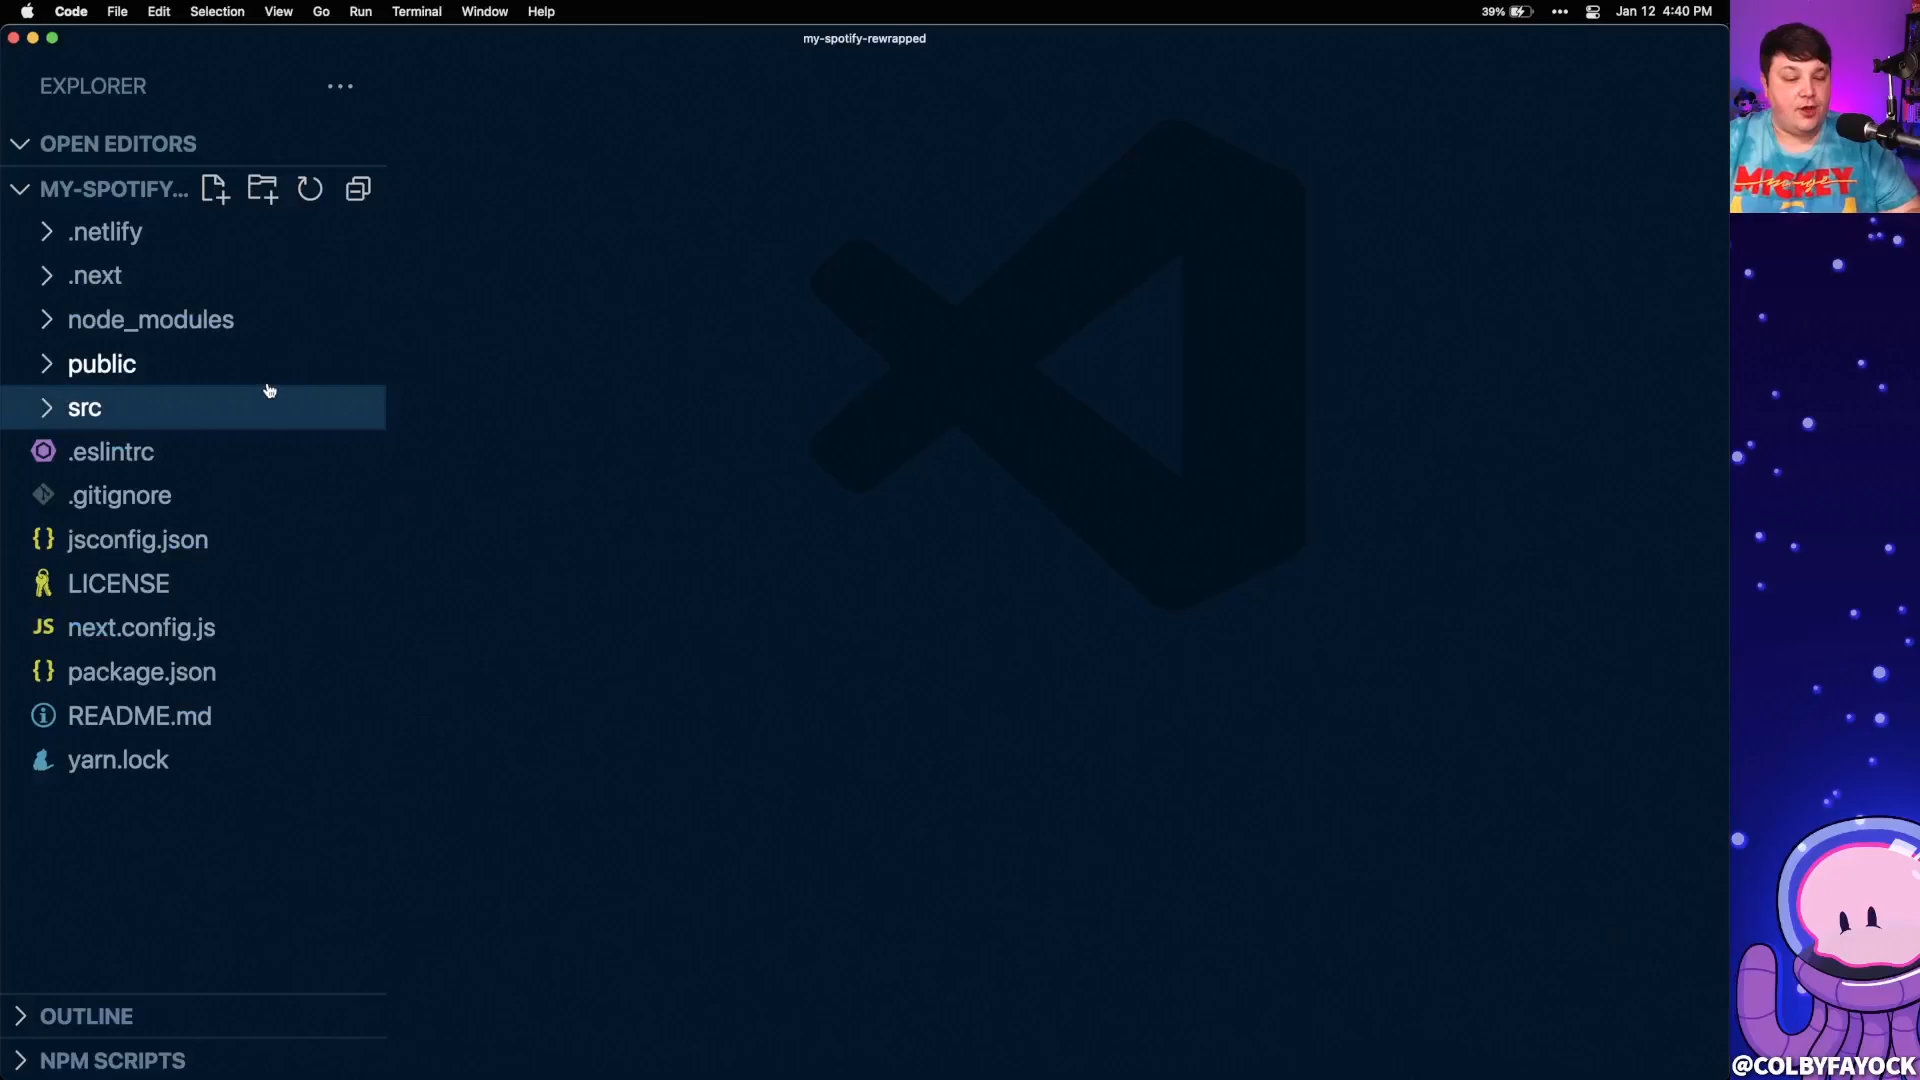 Code File Edit Selection View Go Run Terminal Window Help 39% Jan 12 4:40 PM
my-spotify-rewrapped
EXPLORER
OPEN EDITORS
MY-SPOTIFY...
.netlify
.next
node_modules
public
src
.eslintrc
.gitignore
jsconfig.json
LICENSE
JS next.config.js
package.json
README.md
yarn.lock
OUTLINE
NPM SCRIPTS
MICKEY
@COLBYFAYOCK